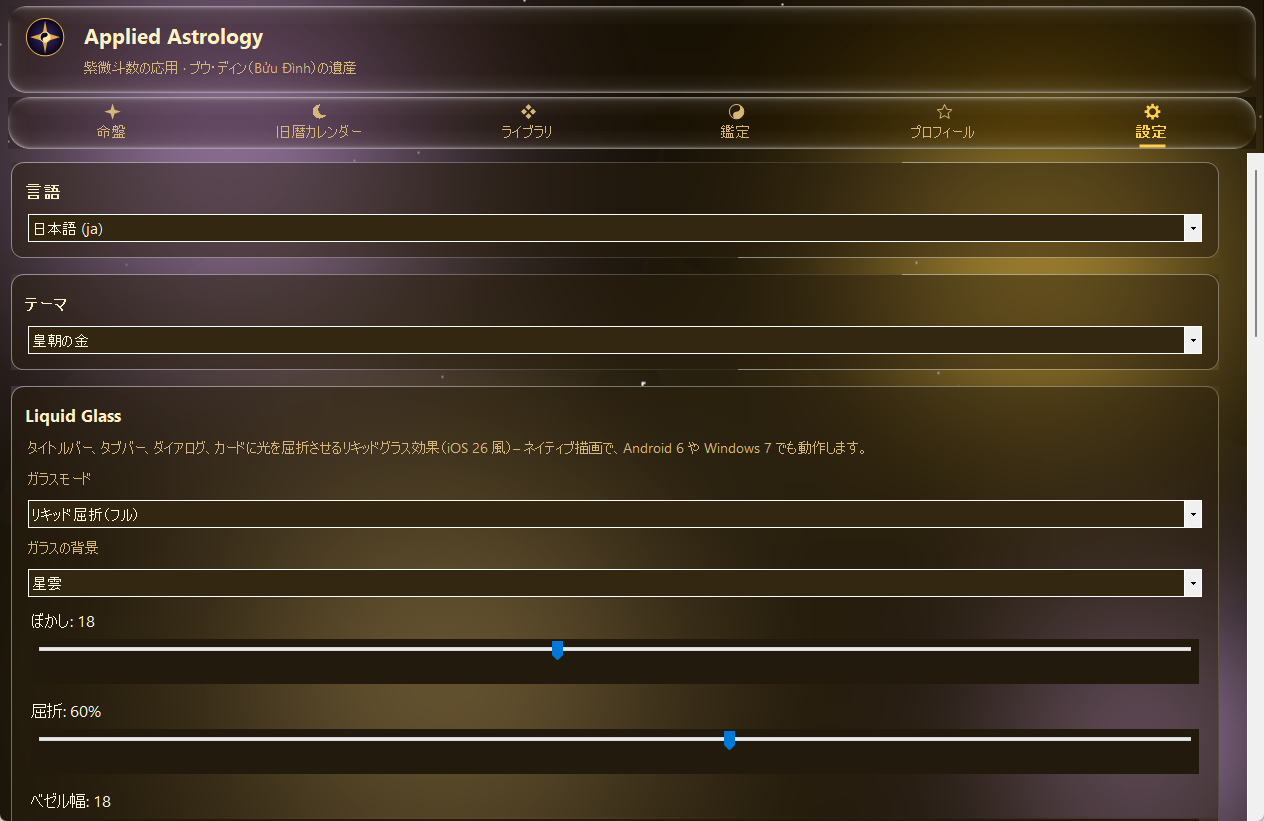 Applied Astrology
紫微斗数の応用 · ブウ·ディン(Bửu Đình)の遺産
命盤
旧暦カレンダー
ライブラリ
鑑定
プロフィール
設定
言語
日本語 (ja)
テーマ
皇朝の金
Liquid Glass
タイトルバー、タブバー、ダイアログ、カードに光を屈折させるリキッドグラス効果(iOS 26 風) – ネイティブ描画で、Android 6 や Windows 7 でも動作します。
ガラスモード
リキッド屈折(フル)
ガラスの背景
星雲
ぼかし: 18
屈折: 60%
ベゼル幅: 18